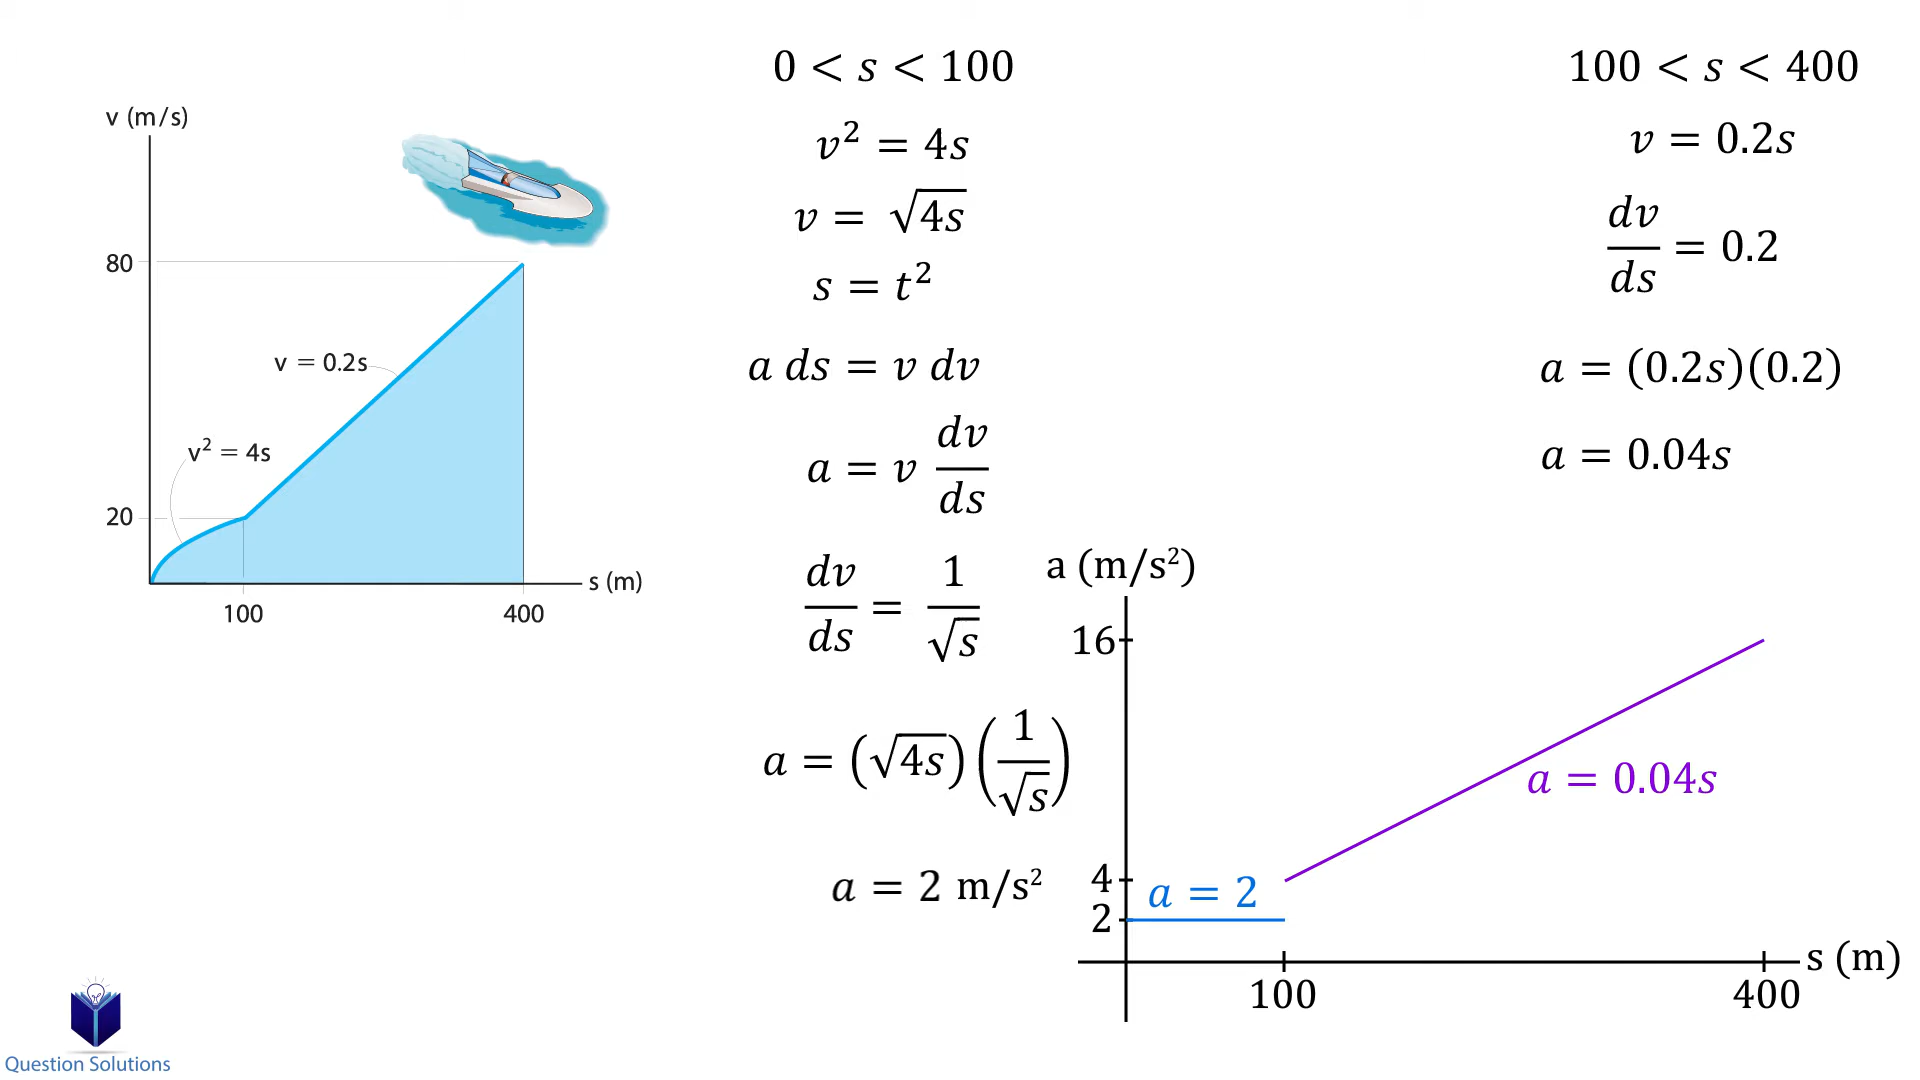 v (m/s)
80
v = 0.2s
v² = 4s
20
s (m)
100 400
0 < s < 100
v² = 4s
v = √4s
s = t²
a ds = v dv
a = v dv/ds
dv/ds = 1/√s
a = (√4s)(1/√s)
a = 2 m/s²
100 < s < 400
v = 0.2s
dv/ds = 0.2
a = (0.2s)(0.2)
a = 0.04s
a (m/s²)
16
a = 0.04s
4
a = 2
2
s (m)
100 400
Question Solutions